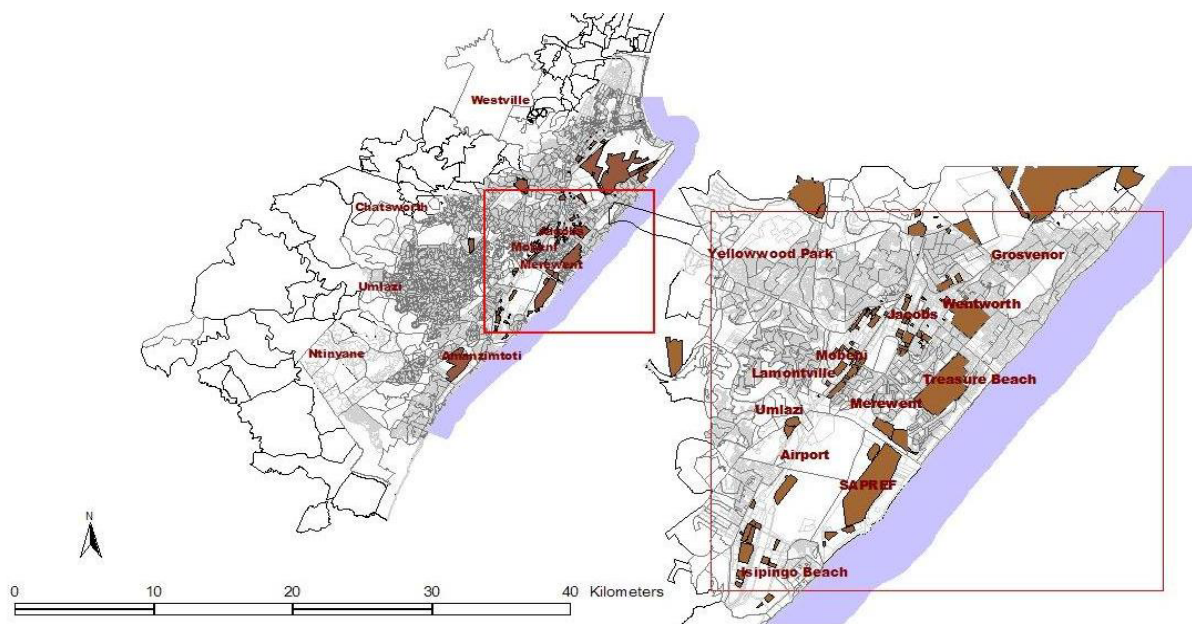 Westville
Chatsworth
Jacobs
Mobeni
Merewent
Umlazi
Ntinyane
Amanzimtoti
Yellowwood Park
Grosvenor
Wentworth
Jacobs
Mobeni
Lamontville
Treasure Beach
Merewent
Umlazi
Airport
SAPREF
Isipingo Beach
N
0 10 20 30 40 Kilometers